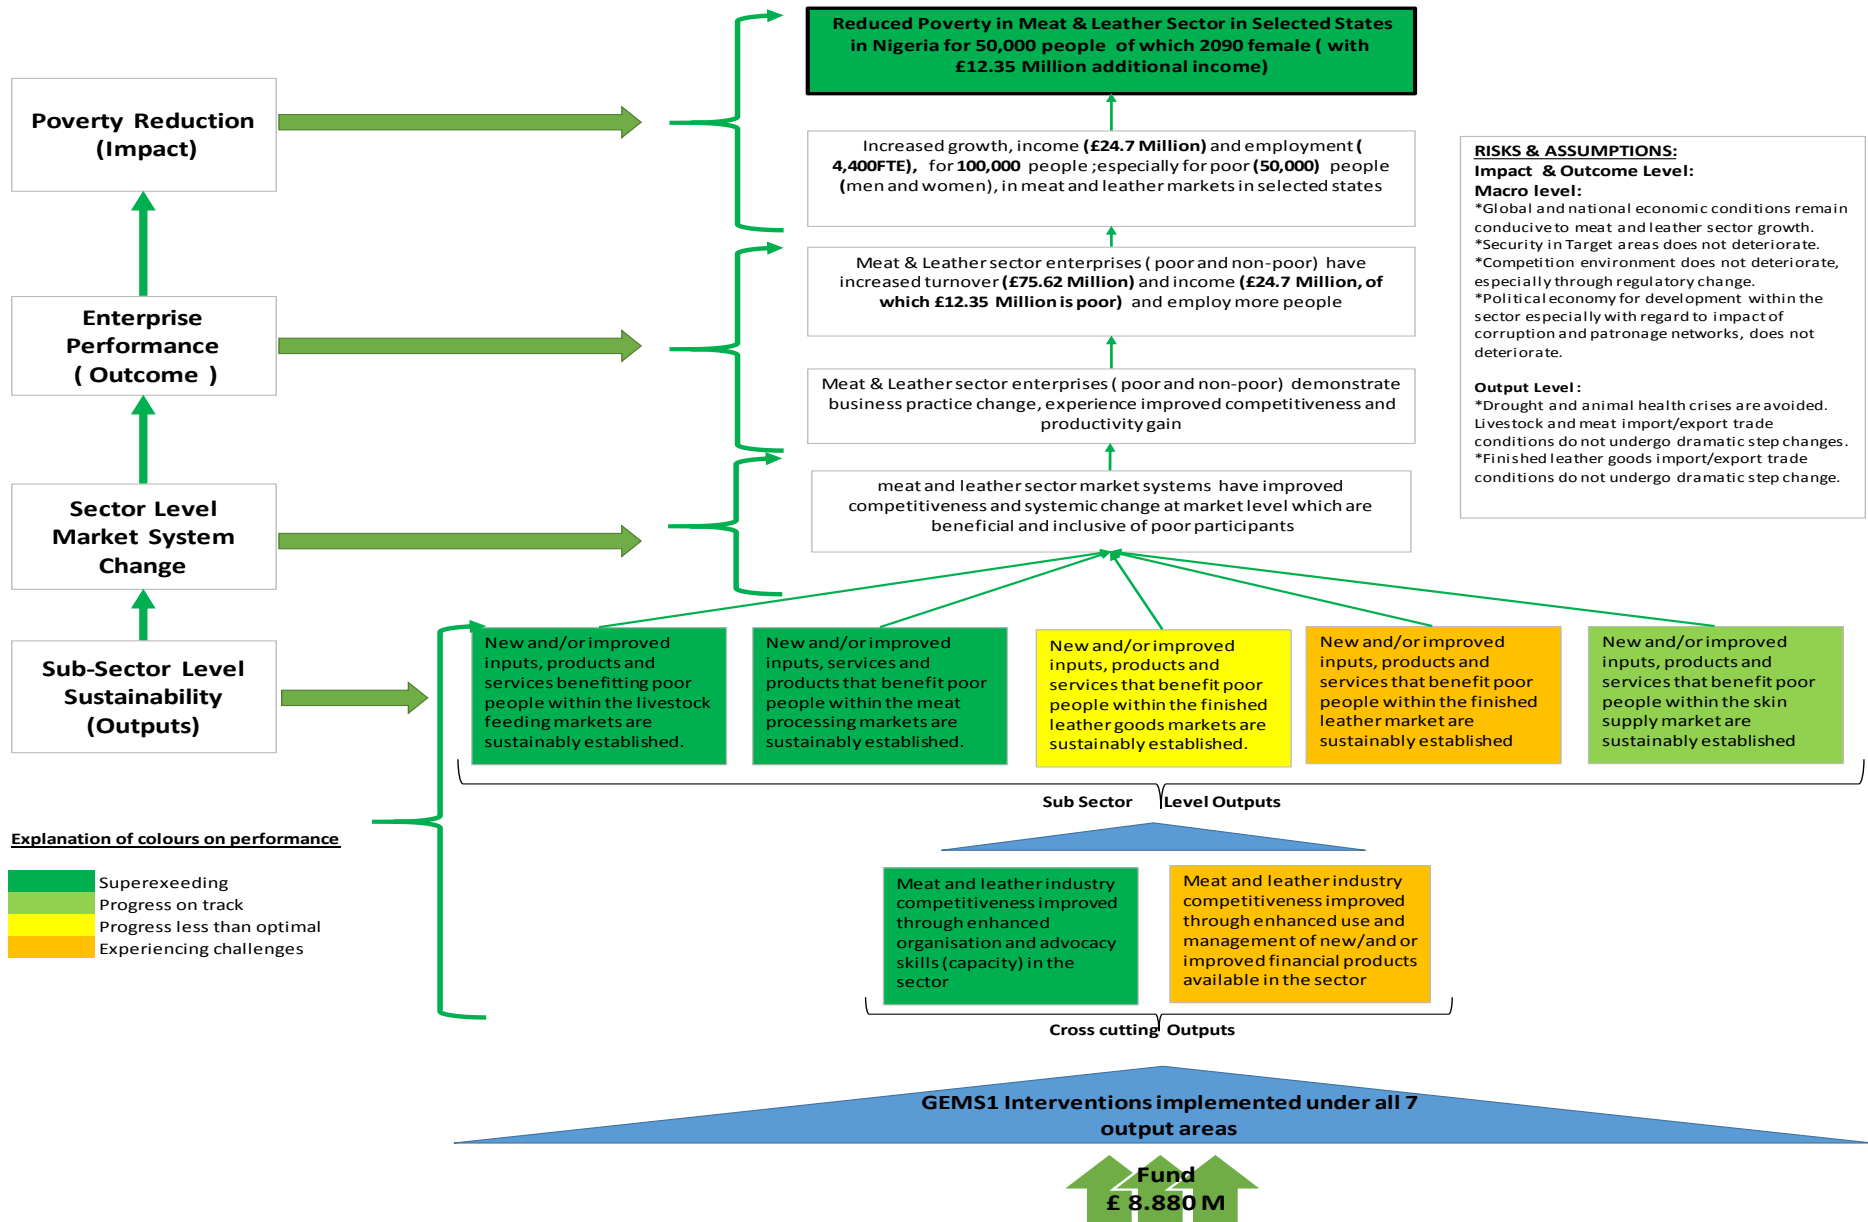 Reduced Poverty in Meat & Leather Sector in Selected States
in Nigeria for 50,000 people of which 2090 female ( with
£12.35 Million additional income)
Poverty Reduction
(Impact)
Increased growth, income (£24.7 Million) and employment (
4,400FTE), for 100,000 people ;especially for poor (50,000) people
(men and women), in meat and leather markets in selected states
Enterprise
Performance
( Outcome )
Meat & Leather sector enterprises ( poor and non-poor) have
increased turnover (£75.62 Million) and income (£24.7 Million, of
which £12.35 Million is poor) and employ more people
Meat & Leather sector enterprises ( poor and non-poor) demonstrate
business practice change, experience improved competitiveness and
productivity gain
Sector Level
Market System
Change
meat and leather sector market systems have improved
competitiveness and systemic change at market level which are
beneficial and inclusive of poor participants
RISKS & ASSUMPTIONS:
Impact & Outcome Level:
Macro level:
*Global and national economic conditions remain
conducive to meat and leather sector growth.
*Security in Target areas does not deteriorate.
*Competition environment does not deteriorate,
especially through regulatory change.
*Political economy for development within the
sector especially with regard to impact of
corruption and patronage networks, does not
deteriorate.
Output Level :
*Drought and animal health crises are avoided.
Livestock and meat import/export trade
conditions do not undergo dramatic step changes.
*Finished leather goods import/export trade
conditions do not undergo dramatic step change.
Sub-Sector Level
Sustainability
(Outputs)
New and/or improved
inputs, products and
services benefitting poor
people within the livestock
feeding markets are
sustainably established.
New and/or improved
inputs, services and
products that benefit poor
people within the meat
processing markets are
sustainably established.
New and/or improved
inputs, products and
services that benefit poor
people within the finished
leather goods markets are
sustainably established.
New and/or improved
inputs, products and
services that benefit poor
people within the finished
leather market are
sustainably established
New and/or improved
inputs, products and
services that benefit poor
people within the skin
supply market are
sustainably established
Sub Sector Level Outputs
Explanation of colours on performance
Superexeeding
Progress on track
Progress less than optimal
Experiencing challenges
Meat and leather industry
competitiveness improved
through enhanced
organisation and advocacy
skills (capacity) in the
sector
Meat and leather industry
competitiveness improved
through enhanced use and
management of new/and or
improved financial products
available in the sector
Cross cutting Outputs
GEMS1 Interventions implemented under all 7
output areas
Fund
£ 8.880 M